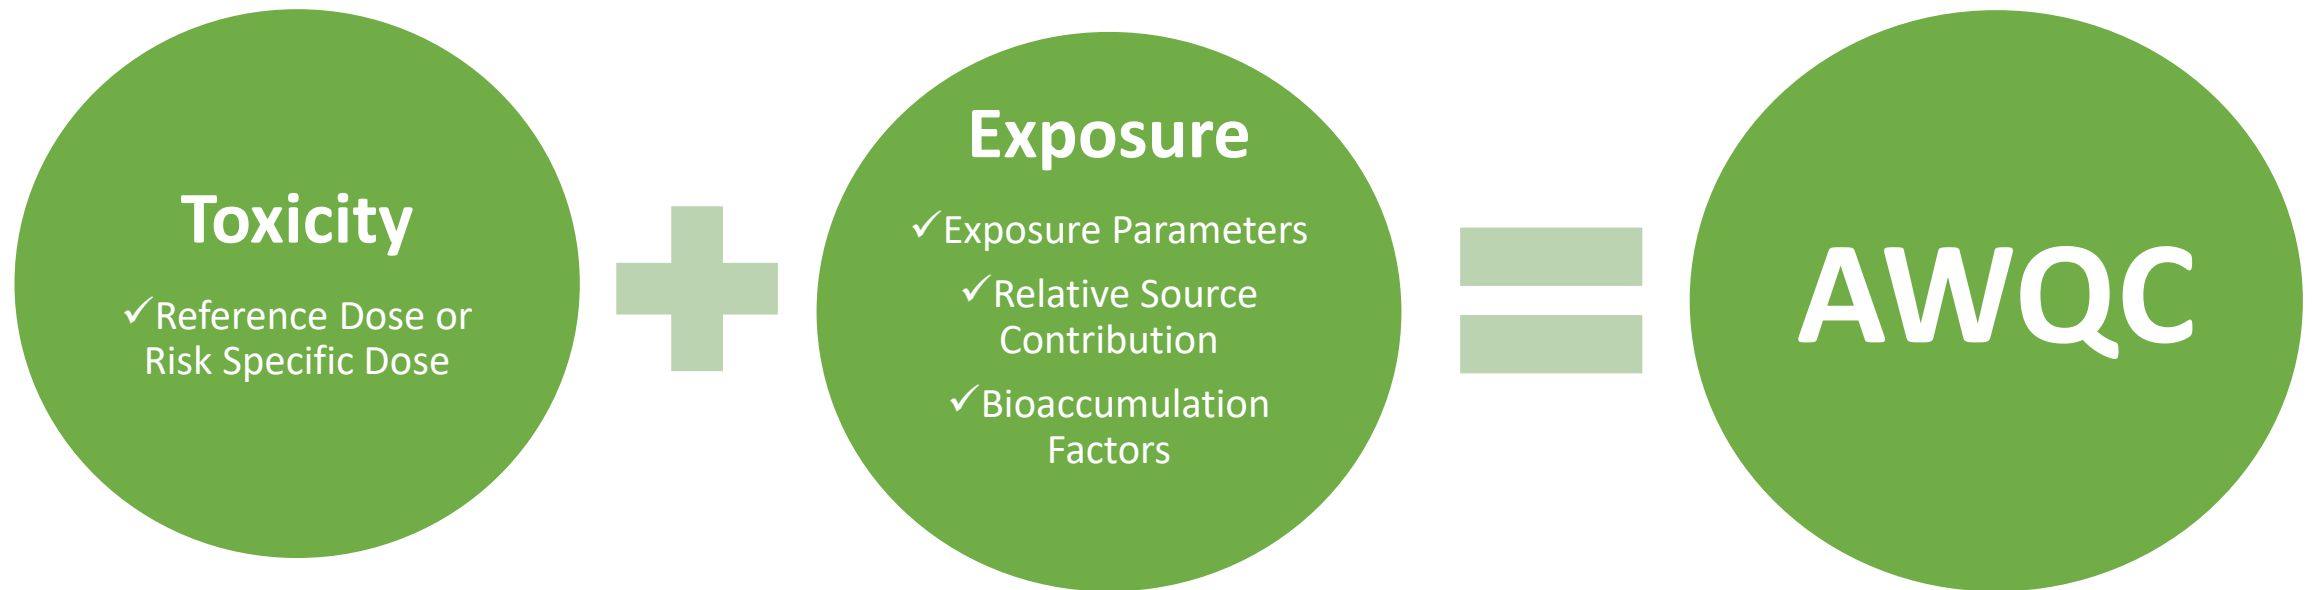 Toxicity
✓Reference Dose or
Risk Specific Dose
Exposure
✓Exposure Parameters
✓Relative Source
Contribution
✓Bioaccumulation
Factors
AWQC